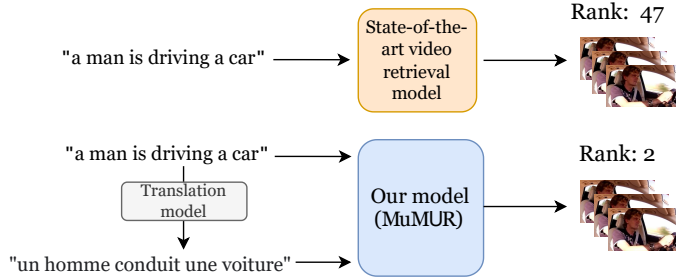 Rank: 47
"a man is driving a car"
State-of-the-
art video
retrieval
model
"a man is driving a car"
Rank: 2
Translation
model
Our model
(MuMUR)
"un homme conduit une voiture"